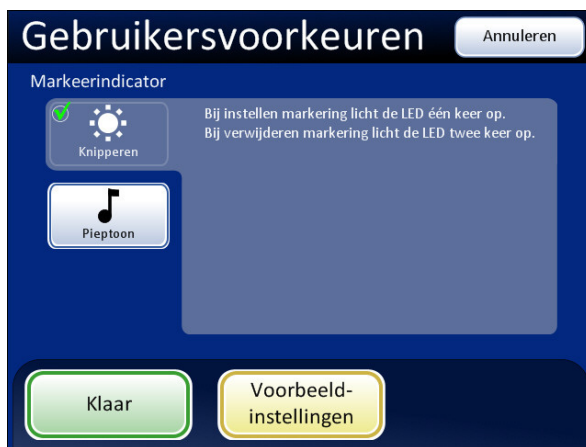 Gebruikersvoorkeuren
Annuleren
Markeerindicator
Knipperen
Bij instellen markering licht de LED één keer op.
Bij verwijderen markering licht de LED twee keer op.
Pieptoon
Klaar
Voorbeeld-
instellingen